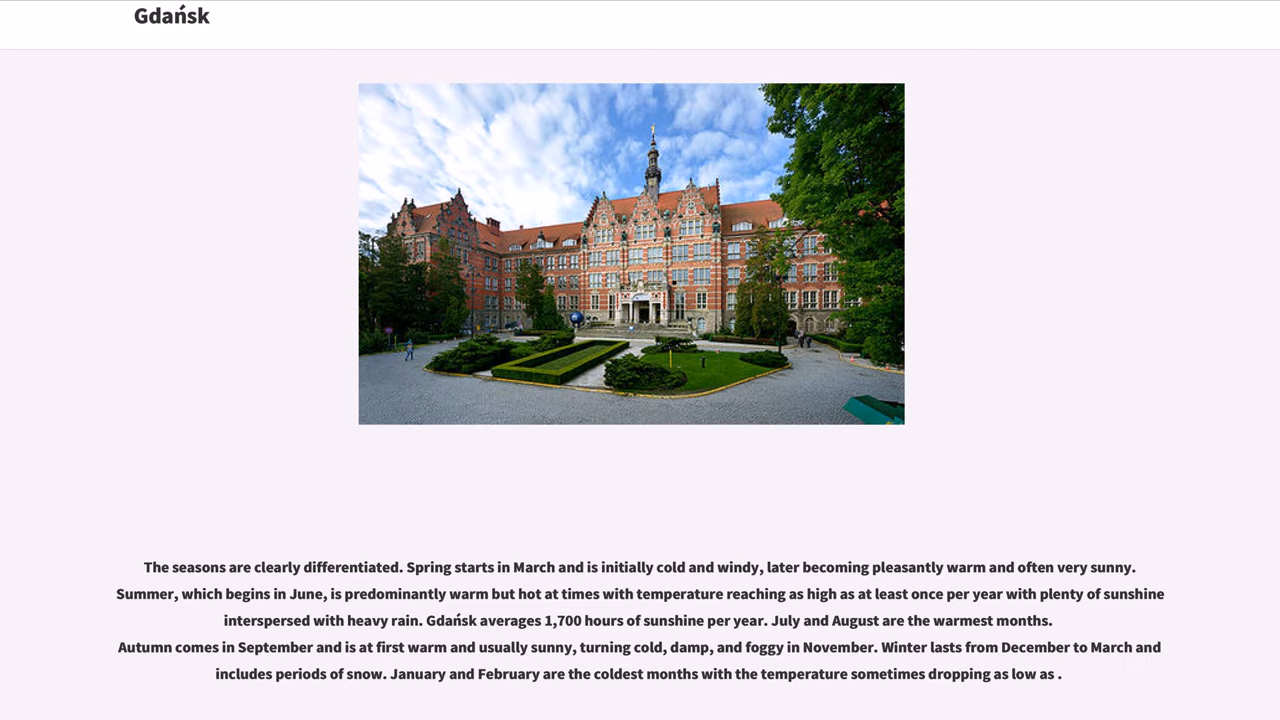 Gdańsk
The seasons are clearly differentiated. Spring starts in March and is initially cold and windy, later becoming pleasantly warm and often very sunny.
Summer, which begins in June, is predominantly warm but hot at times with temperature reaching as high as at least once per year with plenty of sunshine
interspersed with heavy rain. Gdańsk averages 1,700 hours of sunshine per year. July and August are the warmest months.
Autumn comes in September and is at first warm and usually sunny, turning cold, damp, and foggy in November. Winter lasts from December to March and
includes periods of snow. January and February are the coldest months with the temperature sometimes dropping as low as .